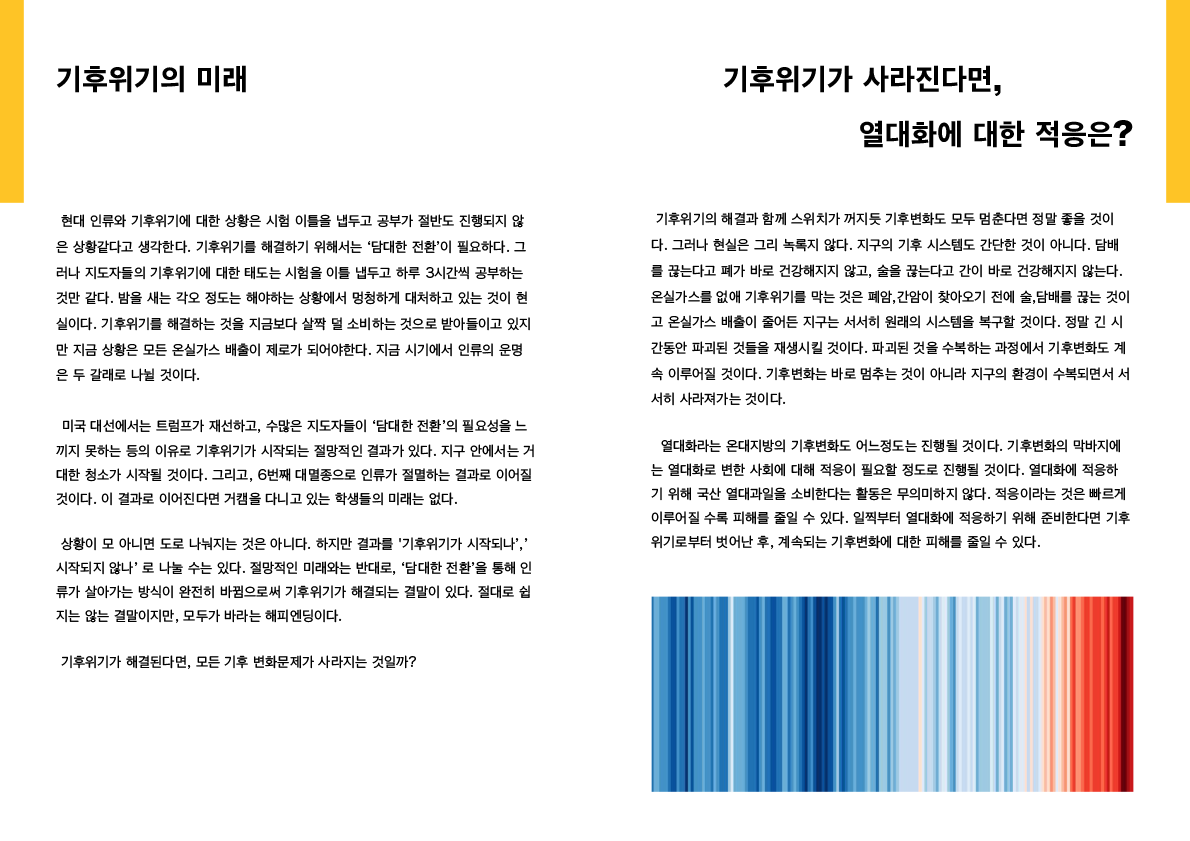 기후위기의 미래
현대 인류와 기후위기에 대한 상황은 시험 이틀을 냅두고 공부가 절반도 진행되지 않
은 상황같다고 생각한다. 기후위기를 해결하기 위해서는 ‘담대한 전환’이 필요하다. 그
러나 지도자들의 기후위기에 대한 태도는 시험을 이틀 냅두고 하루 3시간씩 공부하는
것만 같다. 밤을 새는 각오 정도는 해야하는 상황에서 멍청하게 대처하고 있는 것이 현
실이다. 기후위기를 해결하는 것을 지금보다 살짝 덜 소비하는 것으로 받아들이고 있지
만 지금 상황은 모든 온실가스 배출이 제로가 되어야한다. 지금 시기에서 인류의 운명
은 두 갈래로 나뉠 것이다.
미국 대선에서는 트럼프가 재선하고, 수많은 지도자들이 ‘담대한 전환’의 필요성을 느
끼지 못하는 등의 이유로 기후위기가 시작되는 절망적인 결과가 있다. 지구 안에서는 거
대한 청소가 시작될 것이다. 그리고, 6번째 대멸종으로 인류가 절멸하는 결과로 이어질
것이다. 이 결과로 이어진다면 거캠을 다니고 있는 학생들의 미래는 없다.
상황이 모 아니면 도로 나눠지는 것은 아니다. 하지만 결과를 '기후위기가 시작되나’,’
시작되지 않나’ 로 나눌 수는 있다. 절망적인 미래와는 반대로, ‘담대한 전환’을 통해 인
류가 살아가는 방식이 완전히 바뀜으로써 기후위기가 해결되는 결말이 있다. 절대로 쉽
지는 않는 결말이지만, 모두가 바라는 해피엔딩이다.
기후위기가 해결된다면, 모든 기후 변화문제가 사라지는 것일까?
기후위기가 사라진다면,
열대화에 대한 적응은?
기후위기의 해결과 함께 스위치가 꺼지듯 기후변화도 모두 멈춘다면 정말 좋을 것이
다. 그러나 현실은 그리 녹록지 않다. 지구의 기후 시스템도 간단한 것이 아니다. 담배
를 끊는다고 폐가 바로 건강해지지 않고, 술을 끊는다고 간이 바로 건강해지지 않는다.
온실가스를 없애 기후위기를 막는 것은 폐암,간암이 찾아오기 전에 술,담배를 끊는 것이
고 온실가스 배출이 줄어든 지구는 서서히 원래의 시스템을 복구할 것이다. 정말 긴 시
간동안 파괴된 것들을 재생시킬 것이다. 파괴된 것을 수복하는 과정에서 기후변화도 계
속 이루어질 것이다. 기후변화는 바로 멈추는 것이 아니라 지구의 환경이 수복되면서 서
서히 사라져가는 것이다.
열대화라는 온대지방의 기후변화도 어느정도는 진행될 것이다. 기후변화의 막바지에
는 열대화로 변한 사회에 대해 적응이 필요할 정도로 진행될 것이다. 열대화에 적응하
기 위해 국산 열대과일을 소비한다는 활동은 무의미하지 않다. 적응이라는 것은 빠르게
이루어질 수록 피해를 줄일 수 있다. 일찍부터 열대화에 적응하기 위해 준비한다면 기후
위기로부터 벗어난 후, 계속되는 기후변화에 대한 피해를 줄일 수 있다.